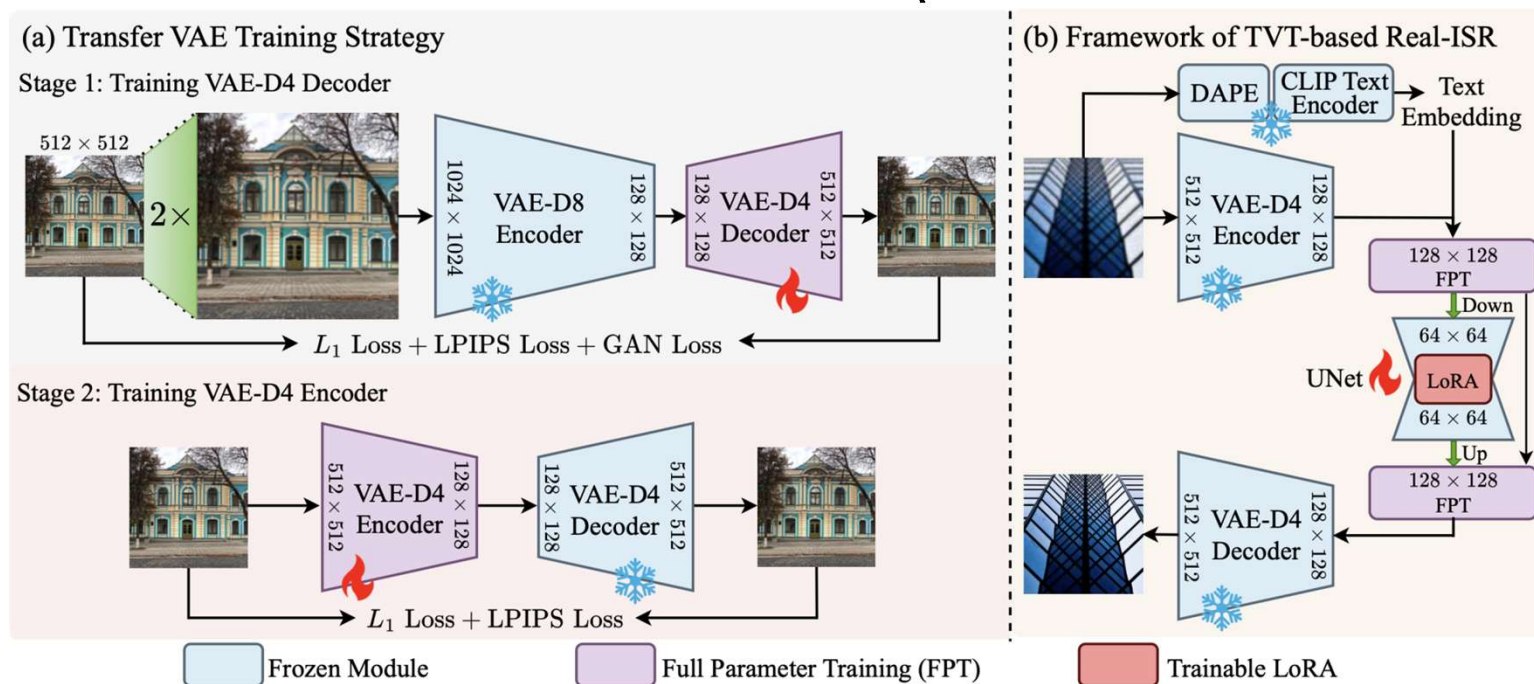 (a) Transfer VAE Training Strategy
Stage 1: Training VAE-D4 Decoder
512 × 512
2×
1024 × 1024
VAE-D8
Encoder
128 × 128
128 × 128
VAE-D4
Decoder
512 × 512
L₁ Loss + LPIPS Loss + GAN Loss
Stage 2: Training VAE-D4 Encoder
512 × 512
VAE-D4
Encoder
128 × 128
128 × 128
VAE-D4
Decoder
512 × 512
L₁ Loss + LPIPS Loss
(b) Framework of TVT-based Real-ISR
DAPE
CLIP Text
Encoder
Text
Embedding
512 × 512
VAE-D4
Encoder
128 × 128
128 × 128
FPT
Down
64 × 64
UNet
LoRA
64 × 64
Up
128 × 128
FPT
512 × 512
VAE-D4
Decoder
128 × 128
Frozen Module
Full Parameter Training (FPT)
Trainable LoRA